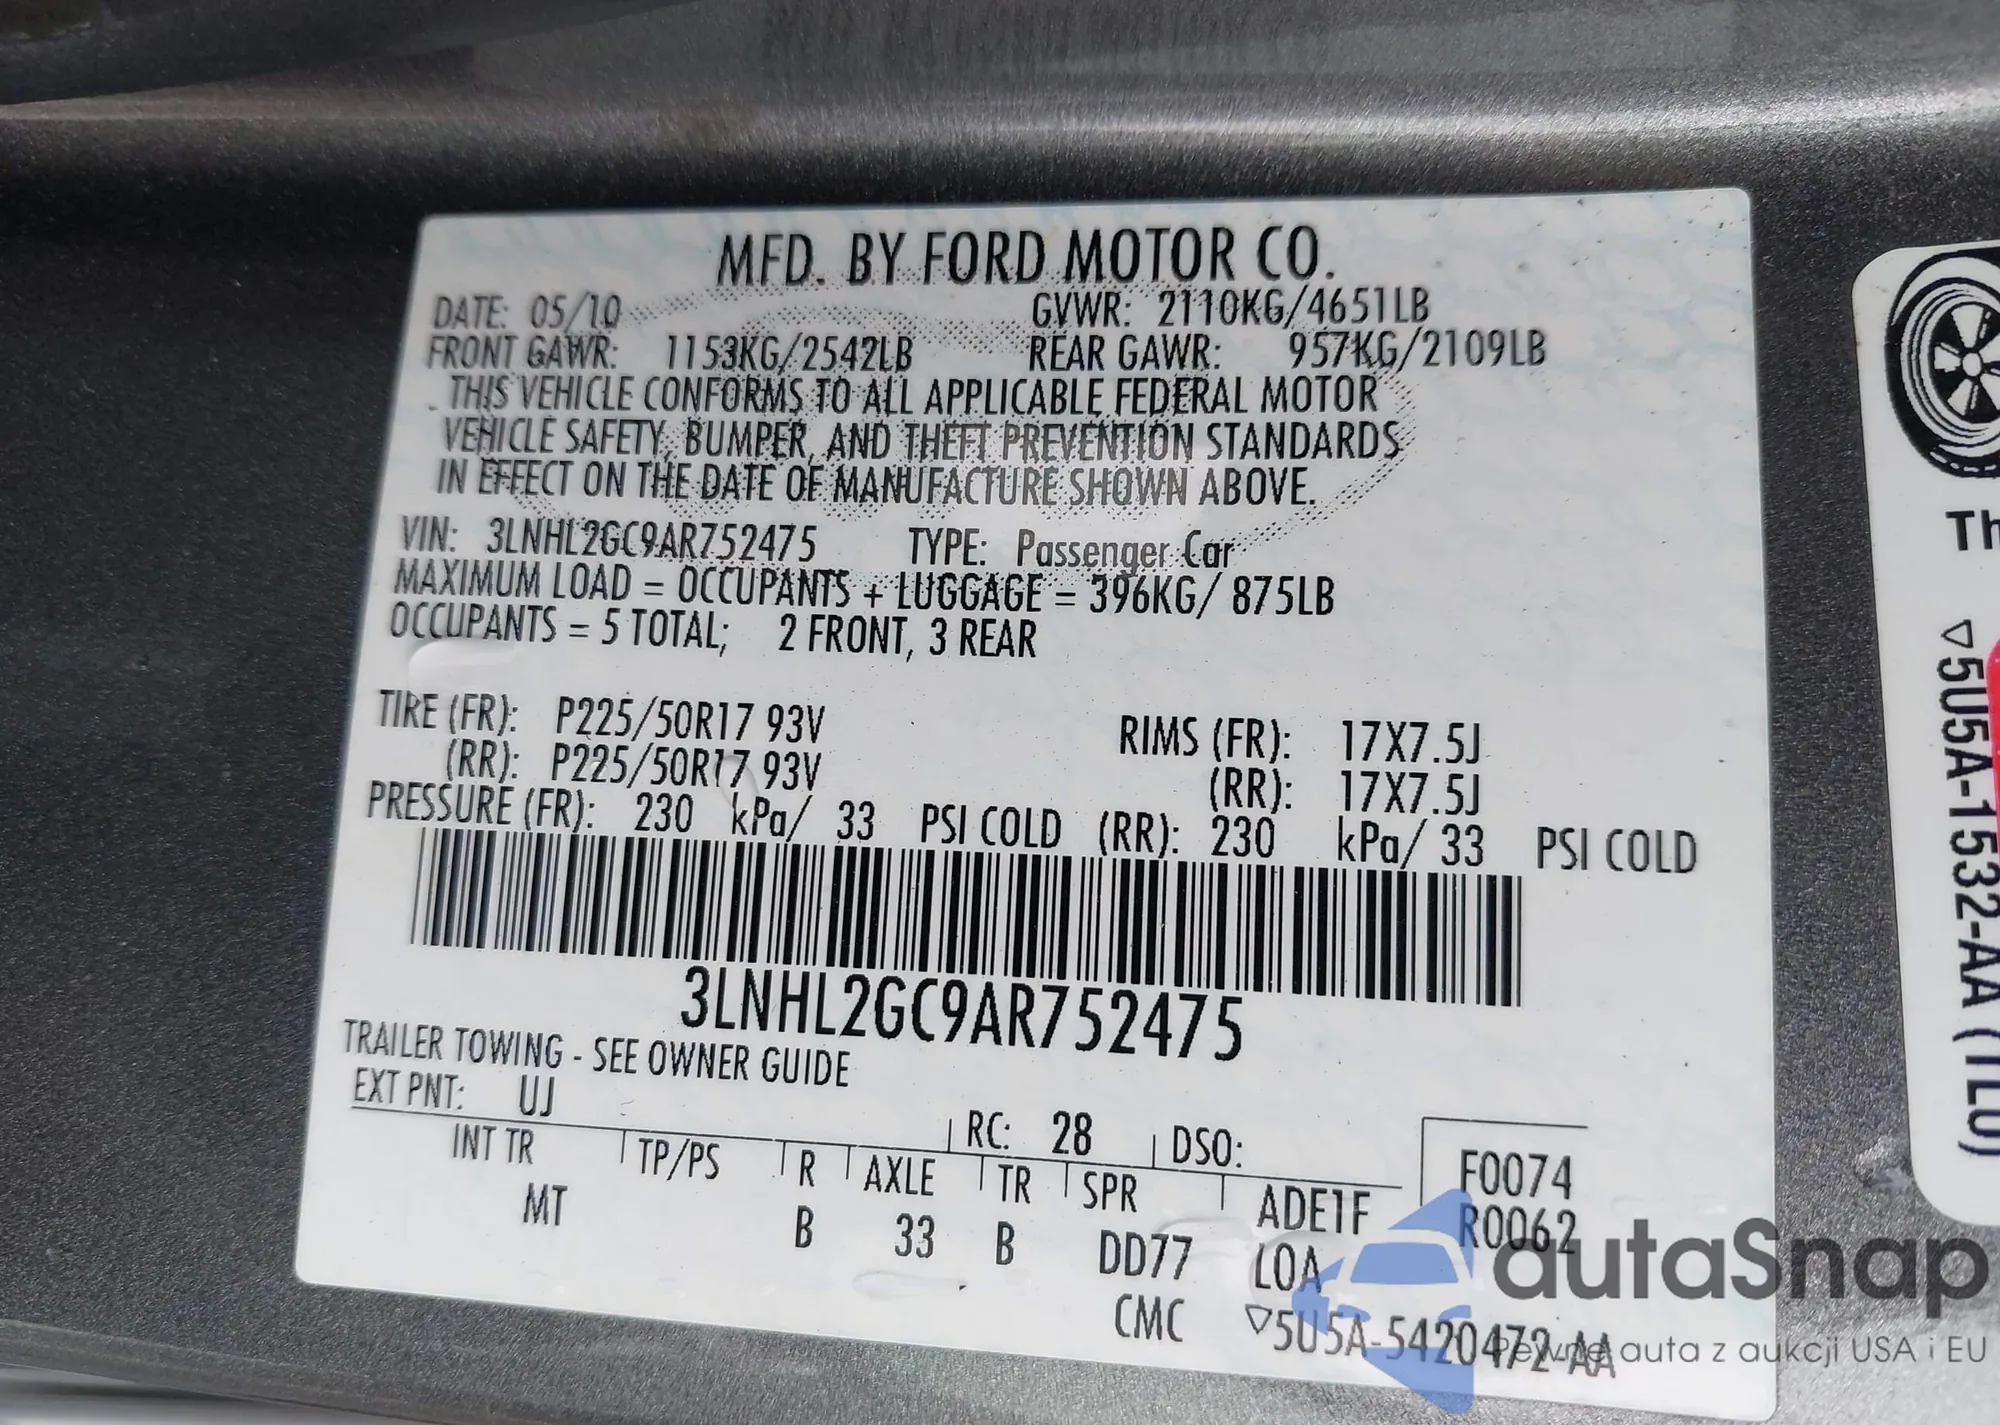 MFD. BY FORD MOTOR CO.
DATE: 05/10 GVWR: 2110KG/4651LB
FRONT GAWR: 1153KG/2542LB REAR GAWR: 957KG/2109LB
THIS VEHICLE CONFORMS TO ALL APPLICABLE FEDERAL MOTOR
VEHICLE SAFETY, BUMPER, AND THEFT PREVENTION STANDARDS
IN EFFECT ON THE DATE OF MANUFACTURE SHOWN ABOVE.
VIN: 3LNHL2GC9AR752475 TYPE: Passenger Car
MAXIMUM LOAD = OCCUPANTS + LUGGAGE = 396KG/ 875LB
OCCUPANTS = 5 TOTAL; 2 FRONT, 3 REAR
TIRE (FR): P225/50R17 93V RIMS (FR): 17X7.5J
(RR): P225/50R17 93V (RR): 17X7.5J
PRESSURE (FR): 230 kPa/ 33 PSI COLD (RR): 230 kPa/ 33 PSI COLD
3LNHL2GC9AR752475
TRAILER TOWING - SEE OWNER GUIDE
EXT PNT: UJ RC: 28 DSO:
INT TR TP/PS R AXLE TR SPR ADE1F F0074
MT B 33 B DD77 LOA R0062
CMC ▽5U5A-5420472-AA
Th
▽5U5A-1532-AA (1L0)
autaSnap
Pewne auta z aukcji USA i EU